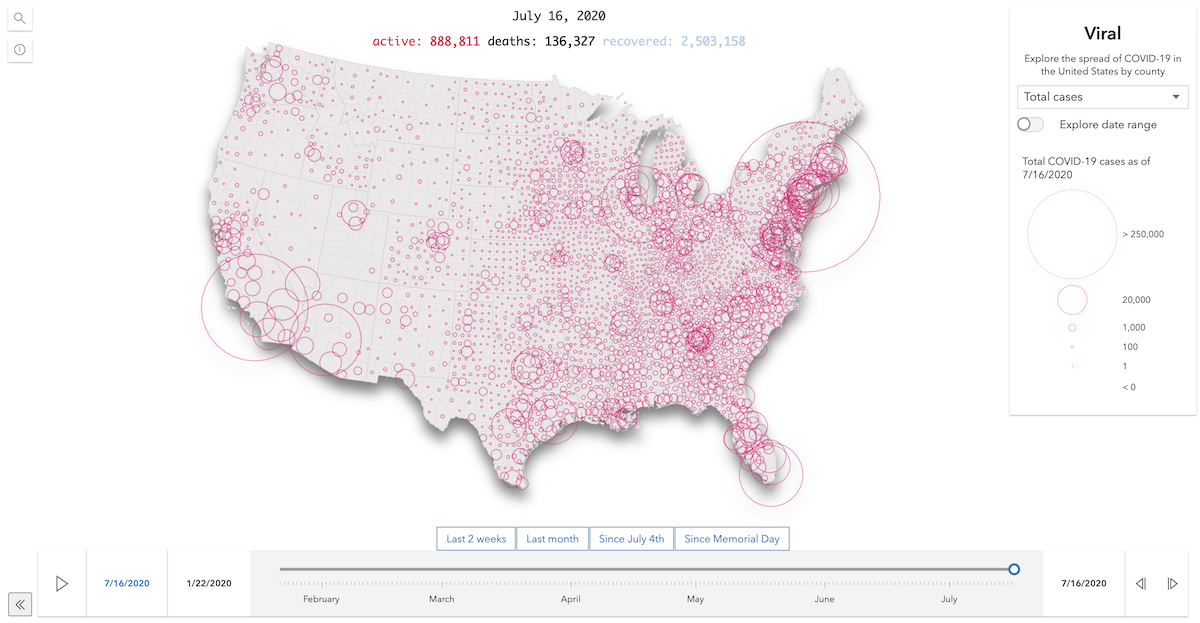 July 16, 2020
active: 888,811 deaths: 136,327 recovered: 2,503,158
Viral
Explore the spread of COVID-19 in
the United States by county
Total cases
Explore date range
Total COVID-19 cases as of
7/16/2020
> 250,000
20,000
1,000
100
1
< 0
Last 2 weeks Last month Since July 4th Since Memorial Day
7/16/2020 1/22/2020 7/16/2020
February March April May June July